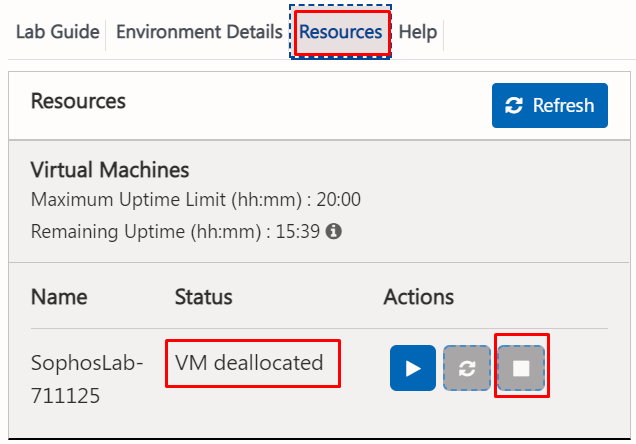 Lab Guide Environment Details Resources Help
Resources Refresh
Virtual Machines
Maximum Uptime Limit (hh:mm) : 20:00
Remaining Uptime (hh:mm) : 15:39
Name Status Actions
SophosLab- VM deallocated
711125